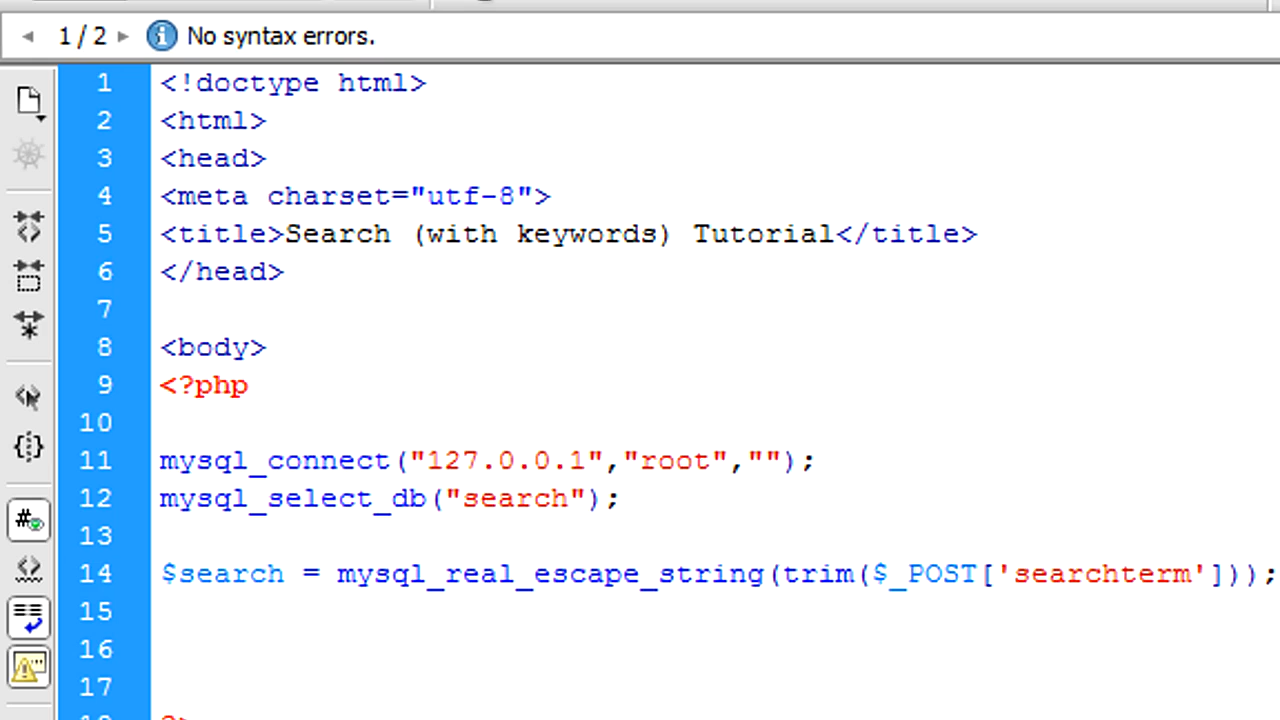 1 / 2 No syntax errors.
1 <!doctype html>
2 <html>
3 <head>
4 <meta charset="utf-8">
5 <title>Search (with keywords) Tutorial</title>
6 </head>
7
8 <body>
9 <?php
10
11 mysql_connect("127.0.0.1","root","");
12 mysql_select_db("search");
13
14 $search = mysql_real_escape_string(trim($_POST['searchterm']));
15
16
17
18 ?>